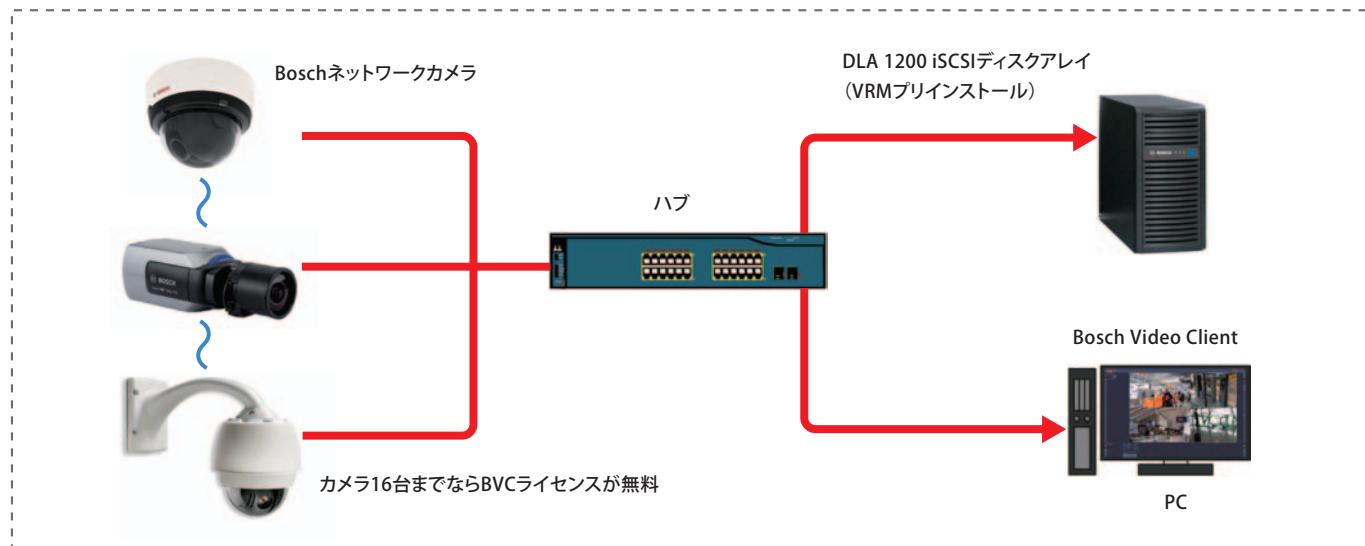 Boschネットワークカメラ
DLA 1200 iSCSIディスクアレイ
（VRMプリインストール）
ハブ
BOSCH
Bosch Video Client
カメラ16台までならBVCライセンスが無料
PC